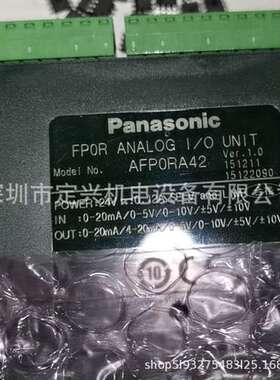 Panasonic
FP0R ANALOG I/O UNIT
Ver.1.0
Model No. AFP0RA42
151211
15122090
深圳市定兴机电设备有限公司
POWER:24V
IN :0-20mA/0-5V/0-10V/±5V/±10V
OUT:0-20mA/4-20mA/0-5V/0-10V/±5V/±10V
10